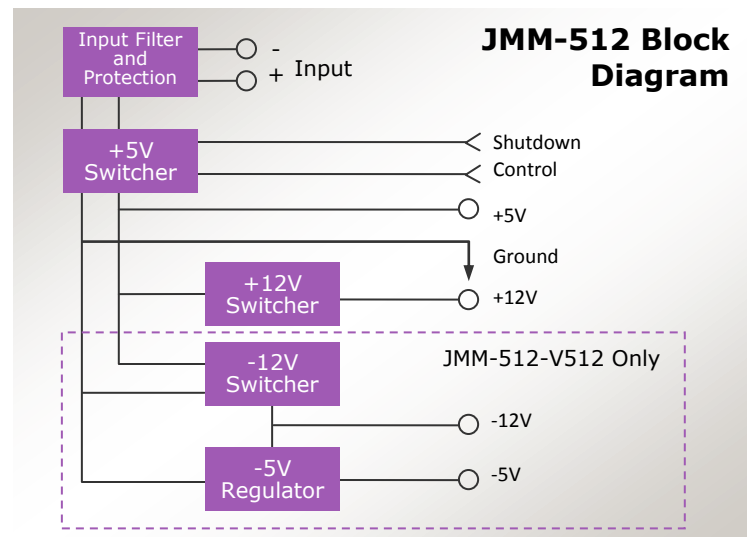 JMM-512 Block
Diagram
Input Filter
and
Protection
-
+ Input
+5V
Switcher
Shutdown
Control
+5V
Ground
+12V
Switcher
+12V
JMM-512-V512 Only
-12V
Switcher
-12V
-5V
Regulator
-5V